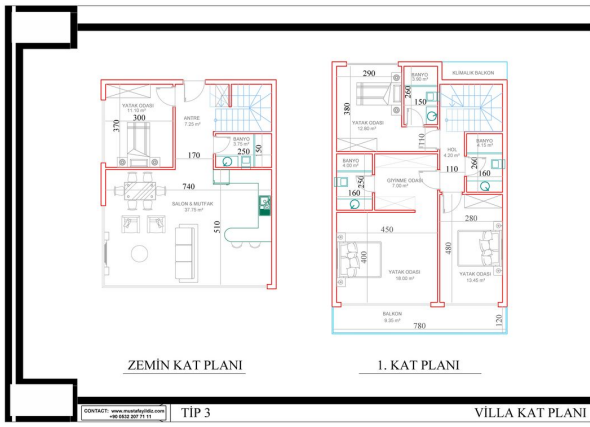 YATAK ODASI
11.10 m²
300
370
ANTRE
7.25 m²
BANYO
3.75 m²
250
150
170
740
SALON & MUTFAK
37.75 m²
510
ZEMİN KAT PLANI
290
BANYO
3.90 m²
KUMALIK BALKON
260
150
380
YATAK ODASI
12.60 m²
110
HOL
4.20 m²
BANYO
4.15 m²
BANYO
4.00 m²
250
160
GİYİNME ODASI
7.00 m²
110
260
160
280
450
480
400
YATAK ODASI
18.00 m²
YATAK ODASI
13.45 m²
BALKON
9.35 m²
780
120
1. KAT PLANI
CONTACT: www.mustafayildiz.com
+90 0532 207 71 11
TİP 3
VİLLA KAT PLANI